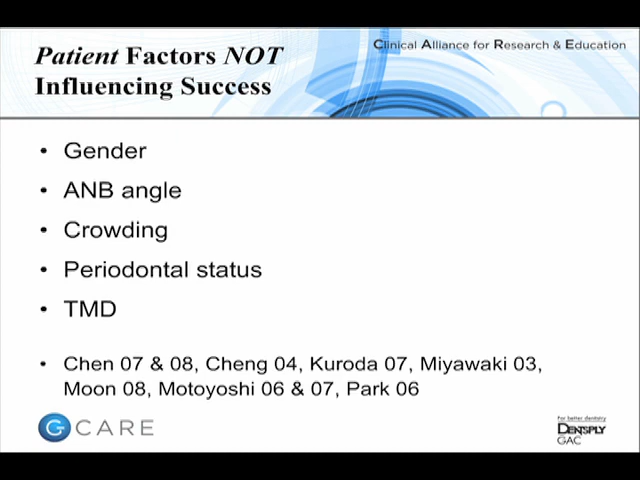 Clinical Alliance for Research & Education
Patient Factors NOT
Influencing Success
• Gender
• ANB angle
• Crowding
• Periodontal status
• TMD
• Chen 07 & 08, Cheng 04, Kuroda 07, Miyawaki 03,
Moon 08, Motoyoshi 06 & 07, Park 06
G CARE
For better dentistry
DENTSPLY
GAC